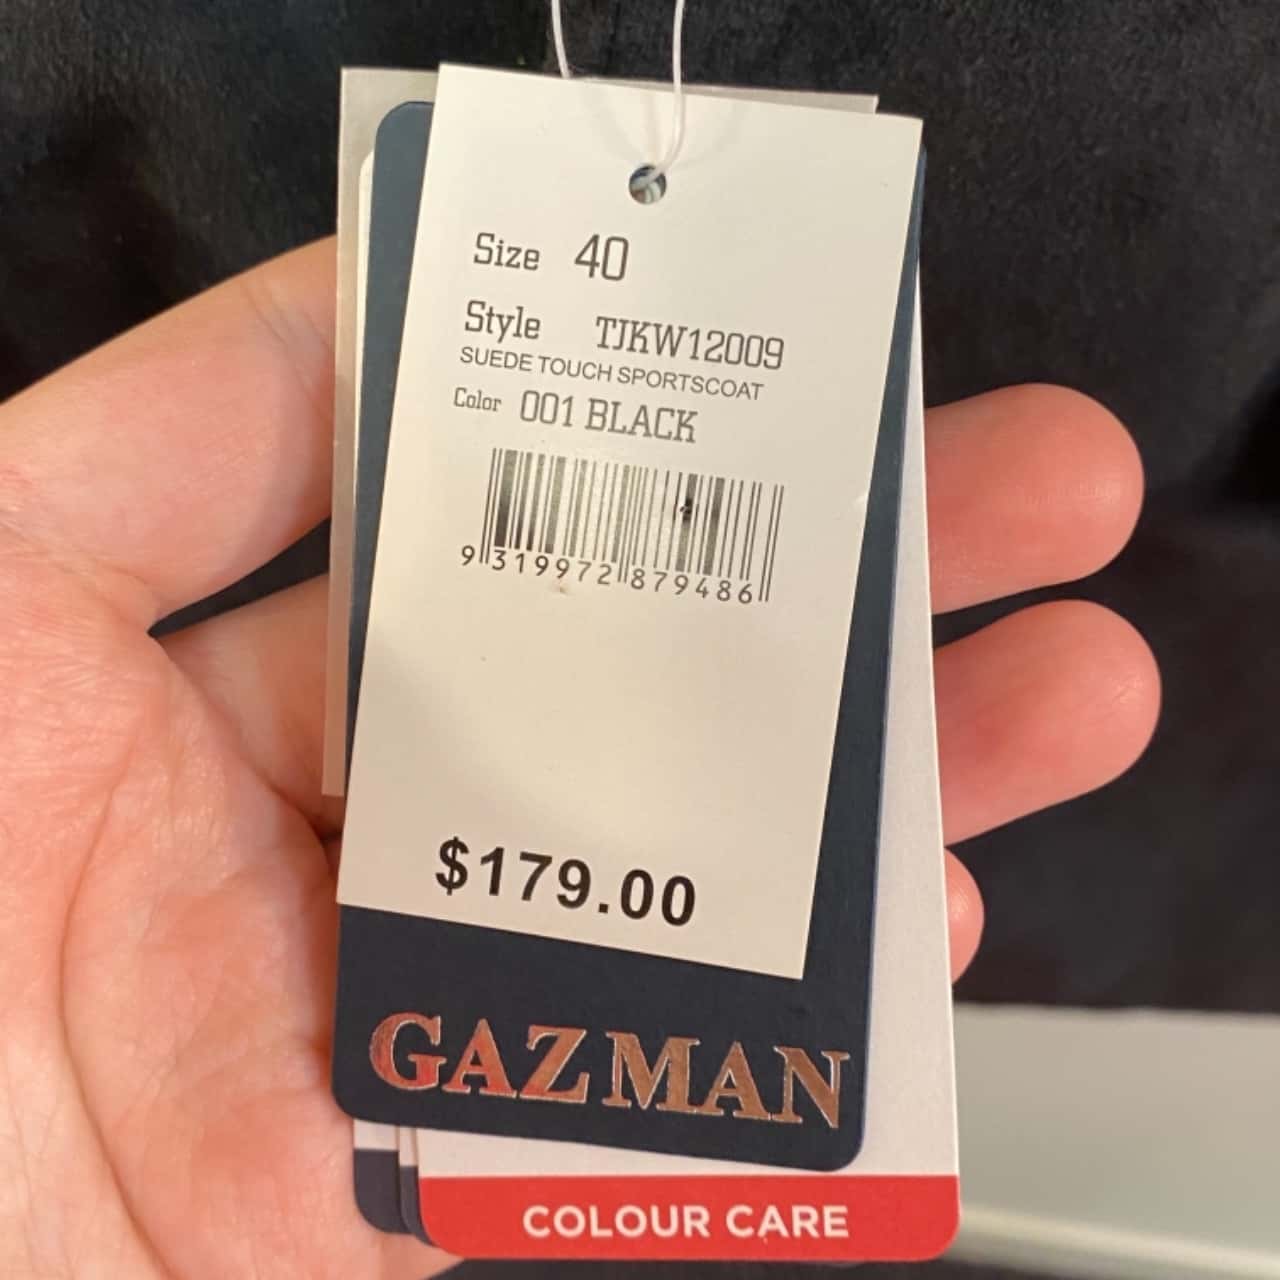 Size 40
Style TJKW12009
SUEDE TOUCH SPORTSCOAT
Color 001 BLACK
9 319972 879486
$179.00
GAZMAN
COLOUR CARE